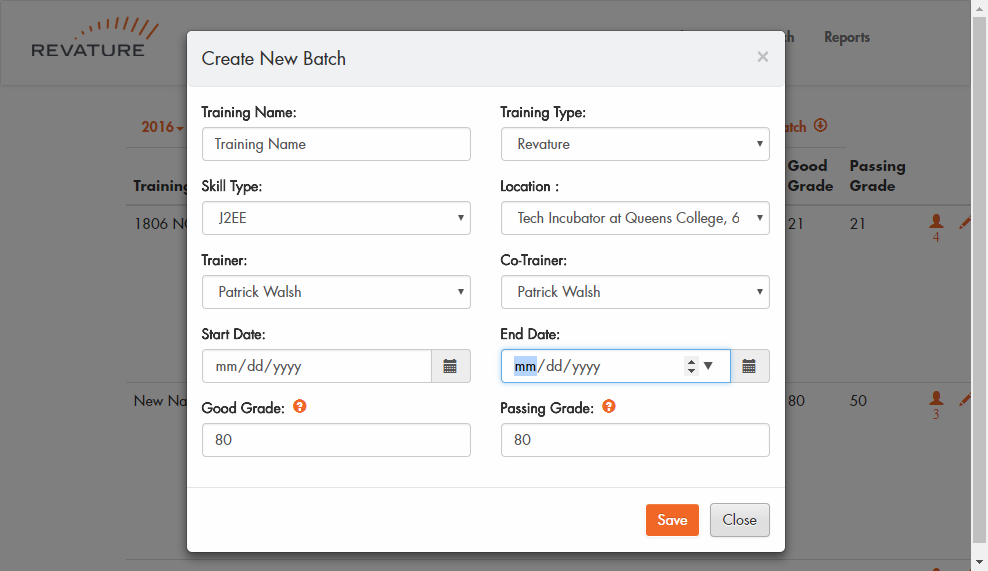 REVATURE
Reports
Create New Batch
×
Training Name:
Training Type:
Training Name
Revature
Skill Type:
Location :
J2EE
Tech Incubator at Queens College, 6
Trainer:
Co-Trainer:
Patrick Walsh
Patrick Walsh
Start Date:
End Date:
mm/dd/yyyy
mm/dd/yyyy
Good Grade: ?
Passing Grade: ?
80
80
Save
Close
2016
Good
Grade
Passing
Grade
Training
1806
21
21
4
80
50
3